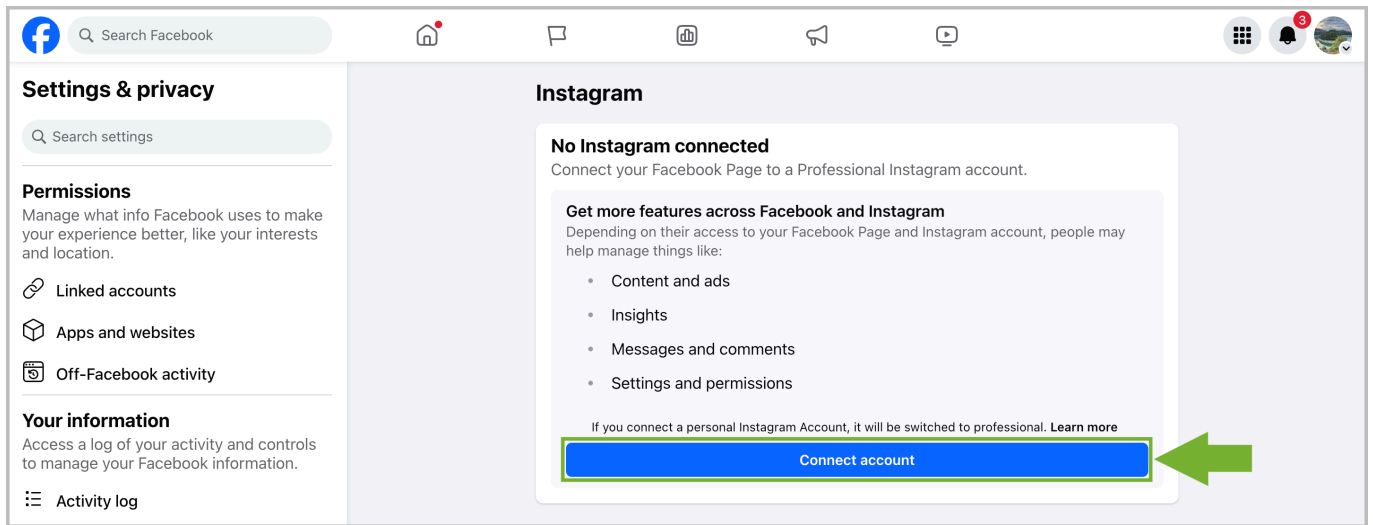 Search Facebook
3
Settings & privacy
Search settings
Permissions
Manage what info Facebook uses to make
your experience better, like your interests
and location.
Linked accounts
Apps and websites
Off-Facebook activity
Your information
Access a log of your activity and controls
to manage your Facebook information.
Activity log
Instagram
No Instagram connected
Connect your Facebook Page to a Professional Instagram account.
Get more features across Facebook and Instagram
Depending on their access to your Facebook Page and Instagram account, people may
help manage things like:
• Content and ads
• Insights
• Messages and comments
• Settings and permissions
If you connect a personal Instagram Account, it will be switched to professional. Learn more
Connect account